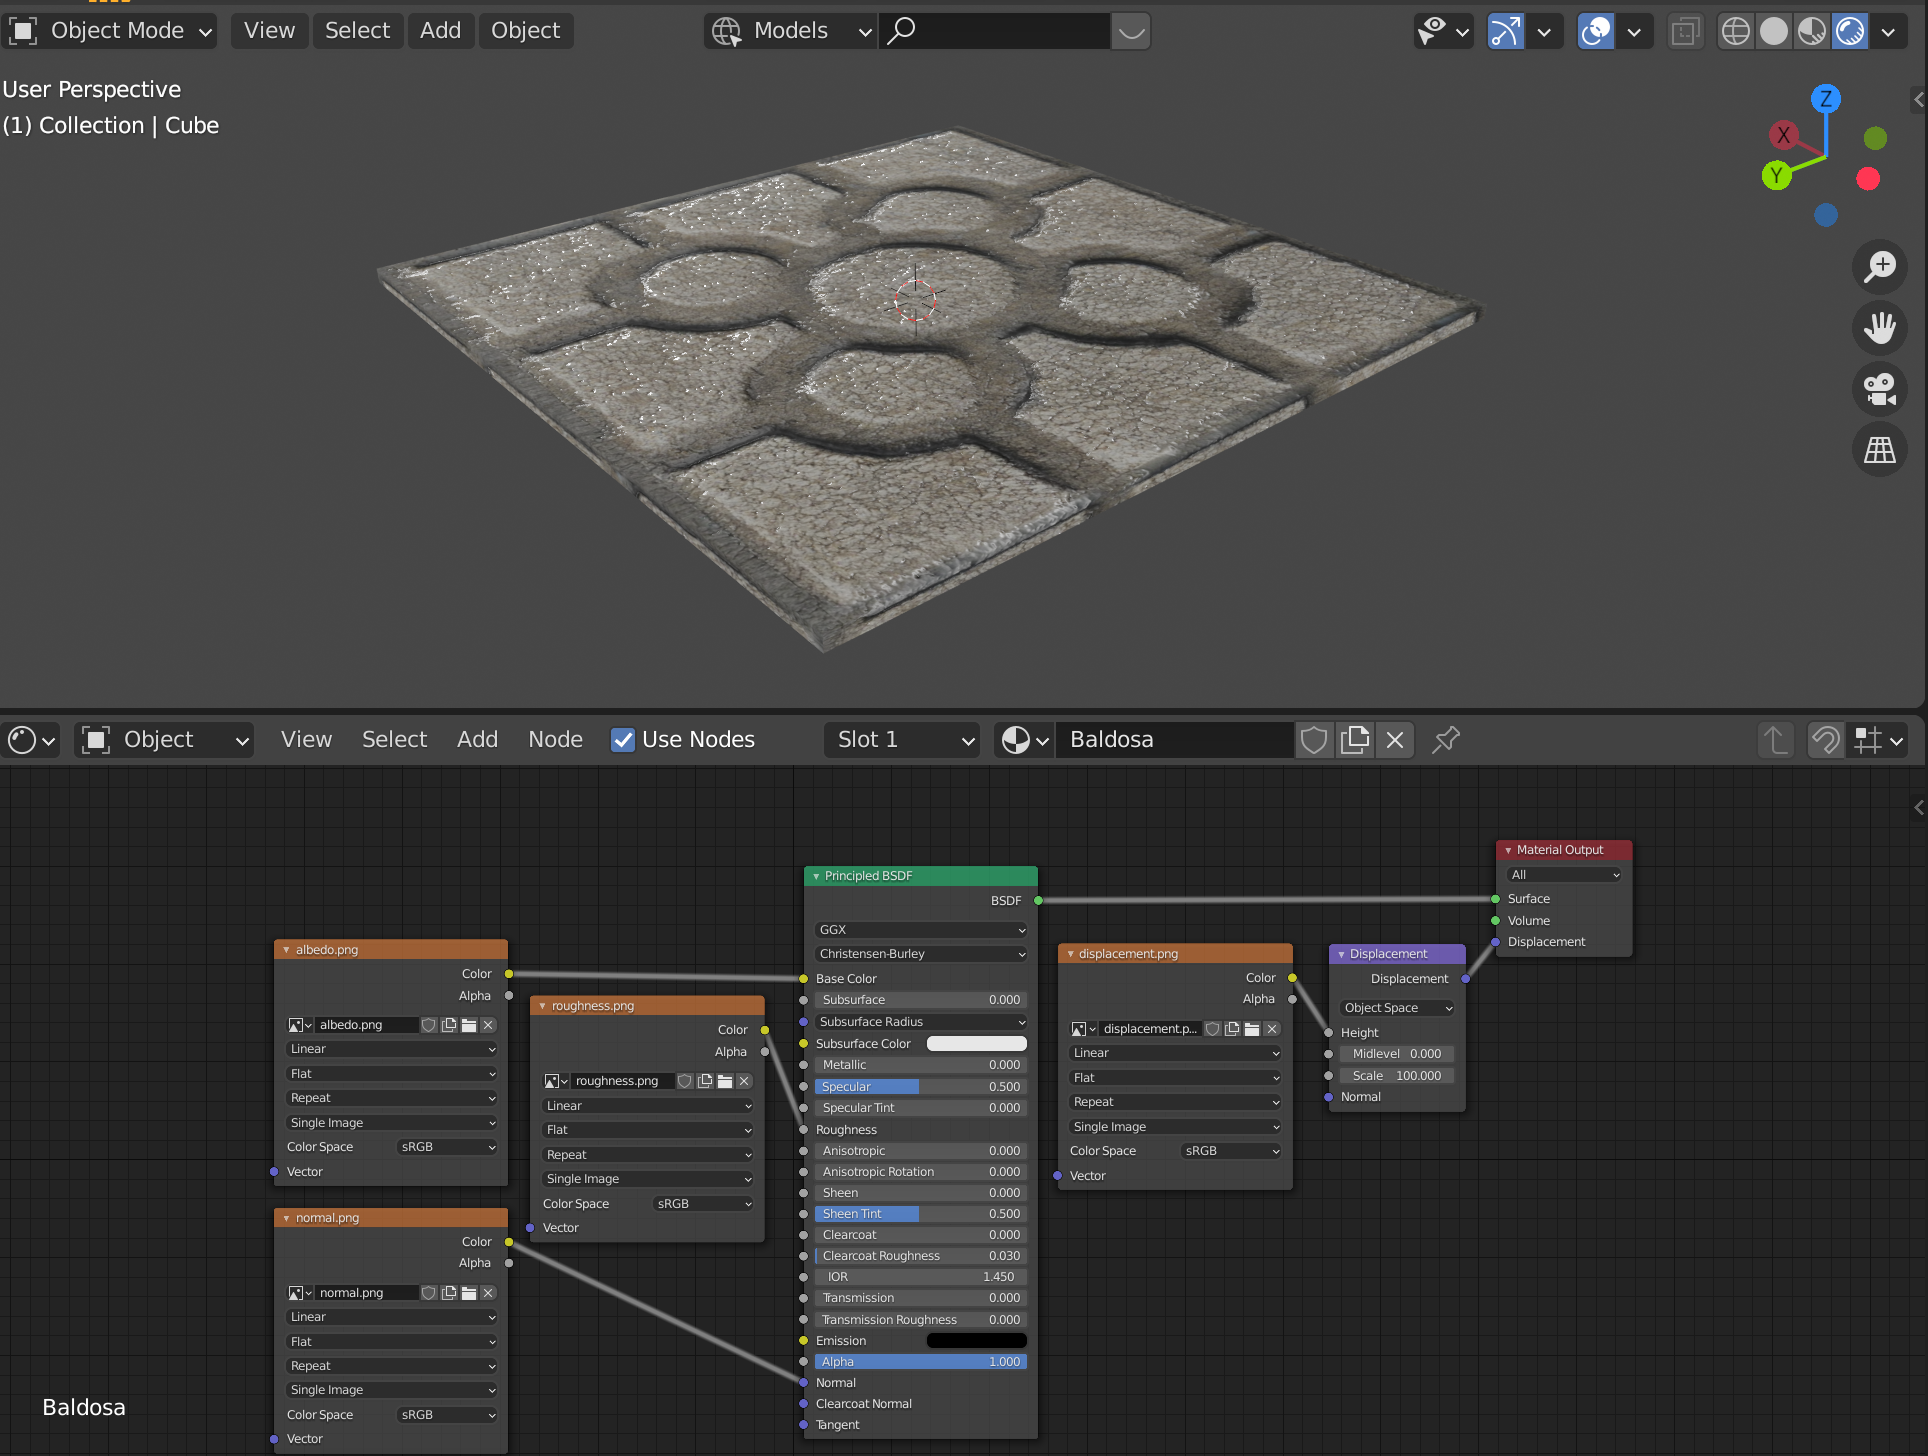 Object Mode View Select Add Object Models
User Perspective
(1) Collection | Cube
Z
X
Y
Object View Select Add Node Use Nodes Slot 1 Baldosa
albedo.png
Color
Alpha
albedo.png
Linear
Flat
Repeat
Single Image
Color Space sRGB
Vector
normal.png
Color
Alpha
normal.png
Linear
Flat
Repeat
Single Image
Color Space sRGB
Vector
roughness.png
Color
Alpha
roughness.png
Linear
Flat
Repeat
Single Image
Color Space sRGB
Vector
Principled BSDF
BSDF
GGX
Christensen-Burley
Base Color
Subsurface 0.000
Subsurface Radius
Subsurface Color
Metallic 0.000
Specular 0.500
Specular Tint 0.000
Roughness
Anisotropic 0.000
Anisotropic Rotation 0.000
Sheen 0.000
Sheen Tint 0.500
Clearcoat 0.000
Clearcoat Roughness 0.030
IOR 1.450
Transmission 0.000
Transmission Roughness 0.000
Emission
Alpha 1.000
Normal
Clearcoat Normal
Tangent
displacement.png
Color
Alpha
displacement.p...
Linear
Flat
Repeat
Single Image
Color Space sRGB
Vector
Displacement
Displacement
Object Space
Height
Midlevel 0.000
Scale 100.000
Normal
Material Output
All
Surface
Volume
Displacement
Baldosa